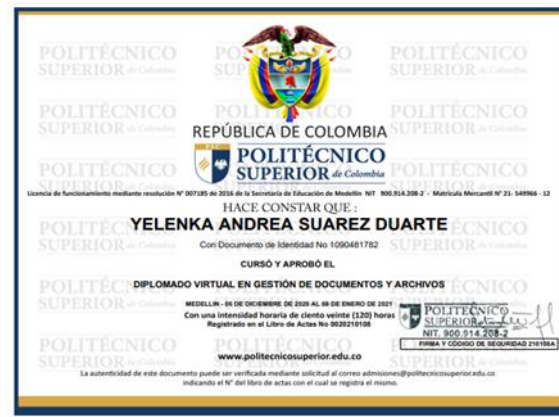 REPÚBLICA DE COLOMBIA
POLITÉCNICO
SUPERIOR de Colombia
Licencia de funcionamiento mediante resolución N° 007185 de 2016 de la Secretaría de Educación de Medellín NIT 900.914.208-2 - Matrícula Mercantil N° 21- 549966 - 12
HACE CONSTAR QUE :
YELENKA ANDREA SUAREZ DUARTE
Con Documento de Identidad No 1090481782
CURSÓ Y APROBÓ EL
DIPLOMADO VIRTUAL EN GESTIÓN DE DOCUMENTOS Y ARCHIVOS
MEDELLIN - 06 DE DICIEMBRE DE 2020 AL 08 DE ENERO DE 2021
Con una intensidad horaria de ciento veinte (120) horas
Registrado en el Libro de Actas No 0020210108
POLITÉCNICO
SUPERIOR
NIT. 900.914.208-2
FIRMA Y CÓDIGO DE SEGURIDAD 210108A
www.politecnicosuperior.edu.co
La autenticidad de este documento puede ser verificada mediante solicitud al correo admisiones@politecnicosuperior.edu.co
indicando el N° del libro de actas con el cual se registra el mismo.